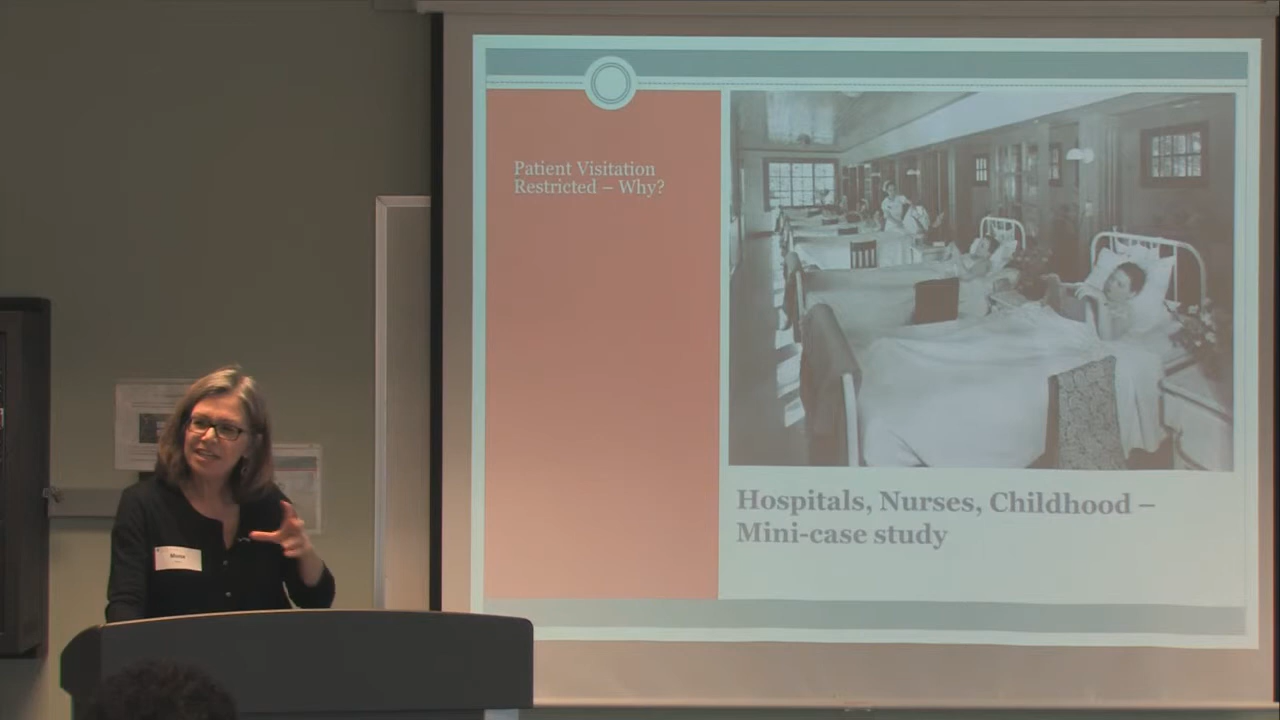 Patient Visitation
Restricted – Why?
Hospitals, Nurses, Childhood –
Mini-case study